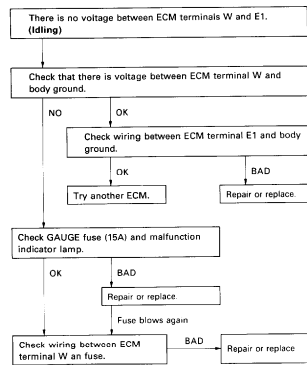 There is no voltage between ECM terminals W and E1.
(Idling)
Check that there is voltage between ECM terminal W and
body ground.
NO
OK
Check wiring between ECM terminal E1 and body
ground.
OK
BAD
Try another ECM.
Repair or replace.
Check GAUGE fuse (15A) and malfunction
indicator lamp.
OK
BAD
Repair or replace.
Fuse blows again
Check wiring between ECM
terminal W an fuse.
BAD
Repair or replace